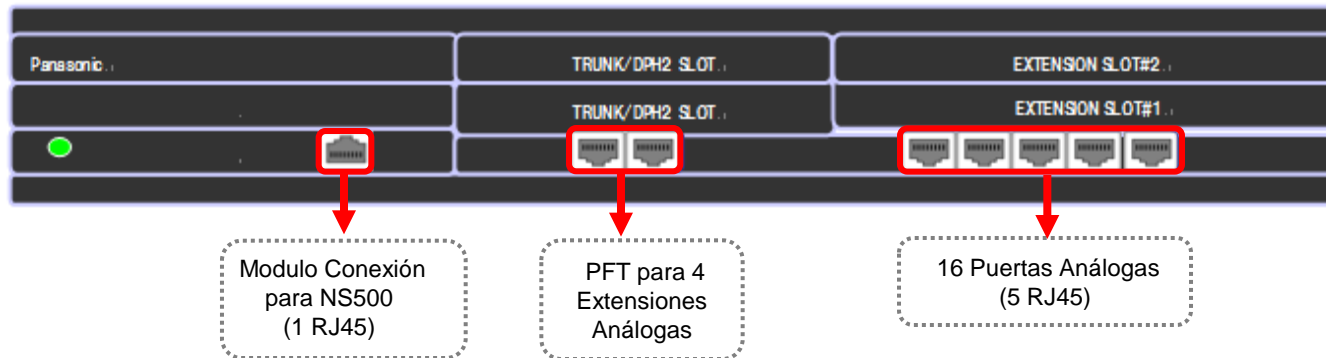 Panasonic
TRUNK/DPH2 SLOT
EXTENSION SLOT#2
TRUNK/DPH2 SLOT
EXTENSION SLOT#1
Modulo Conexión
para NS500
(1 RJ45)
PFT para 4
Extensiones
Análogas
16 Puertas Análogas
(5 RJ45)